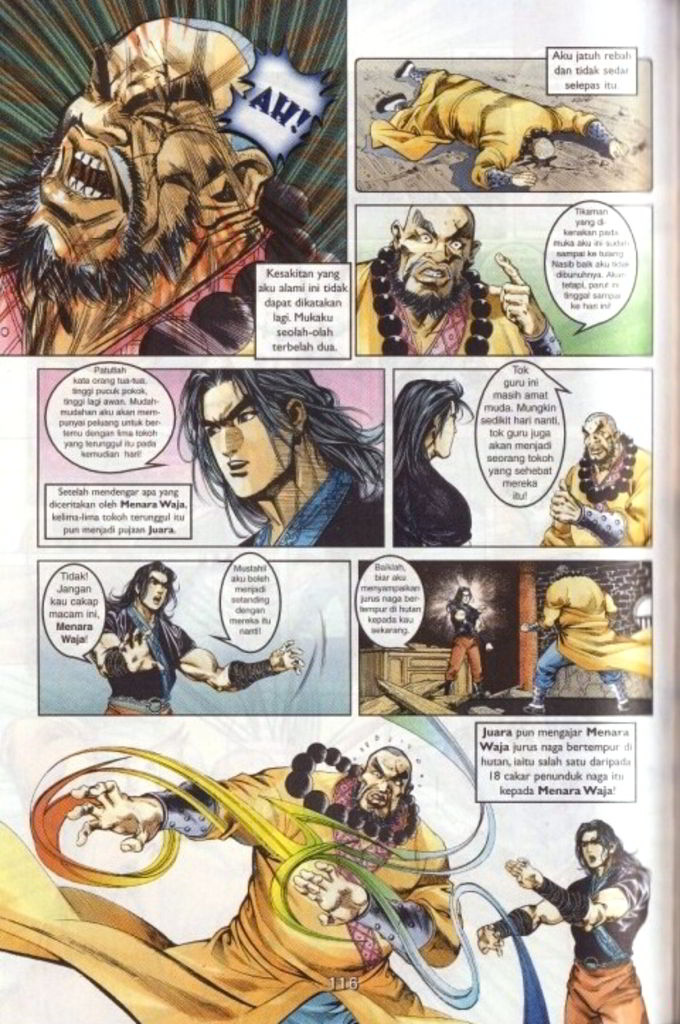 AH!
Kesakitan yang
aku alami ini tidak
dapat dikatakan
lagi. Mukaku
seolah-olah
terbelah dua.
Aku jatuh rebah
dan tidak sedar
selepas itu.
Tikaman
yang di-
kenakan pada
muka aku ini
sampai ke tulang.
Nasib baik aku tidak
dibunuhnya. Akan
tetapi, parut ini
tinggal sampai ke
hari ini!
Patutlah
kata orang tua-tua,
tinggi pucuk pokok,
tinggi lagi awan. Mudah-
mudahan aku akan mem-
punyai peluang untuk ber-
temu dengan lima tokoh
yang terunggul itu pada
kemudian hari!
Setelah mendengar apa yang
diceritakan oleh Menara Waja,
kelima-lima tokoh terunggul itu
pun menjadi pujaan Juara.
Tok
guru ini
masih amat
muda. Mungkin
sedikit hari nanti,
tok guru juga
akan menjadi
seorang tokoh
yang sehebat
mereka
itu!
Tidak!
Jangan
kau cakap
macam ini,
Menara
Waja!
Mustahil
aku boleh
menjadi
setanding
dengan
mereka itu
nanti!
Baiklah,
biar aku
menyampaikan
jurus naga ber-
tempur di hutan
kepada kau
sekarang.
Juara pun mengajar Menara
Waja jurus naga bertempur di
hutan, iaitu salah satu daripada
18 cakar penunduk naga itu
kepada Menara Waja!
116